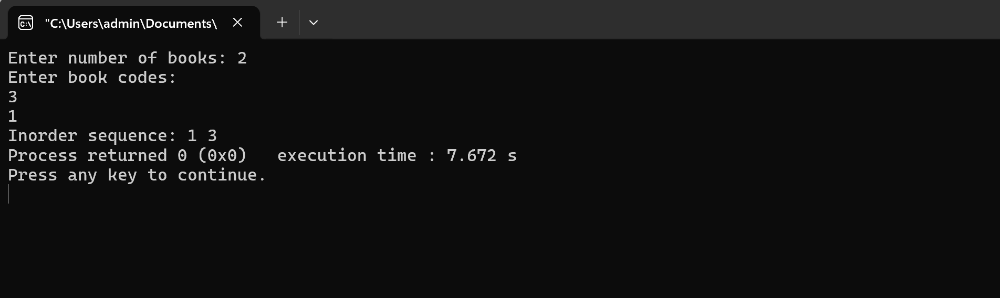 C:\
"C:\Users\admin\Documents\
Enter number of books: 2
Enter book codes:
3
1
Inorder sequence: 1 3
Process returned 0 (0x0)   execution time : 7.672 s
Press any key to continue.